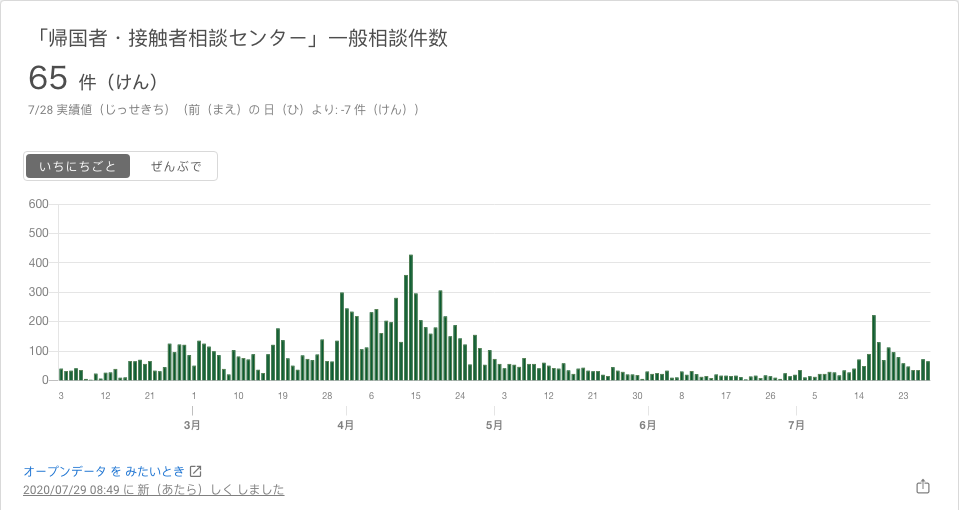 「帰国者・接触者相談センター」一般相談件数
65 件（けん）
7/28 実績値（じっせきち）（前（まえ）の 日（ひ）より: -7 件（けん））
いちにちごと ぜんぶで
600
500
400
300
200
100
0
3 12 21 1 10 19 28 6 15 24 3 12 21 30 8 17 26 5 14 23
3月 4月 5月 6月 7月
オープンデータ を みたいとき
2020/07/29 08:49 に 新（あたら）しく しました